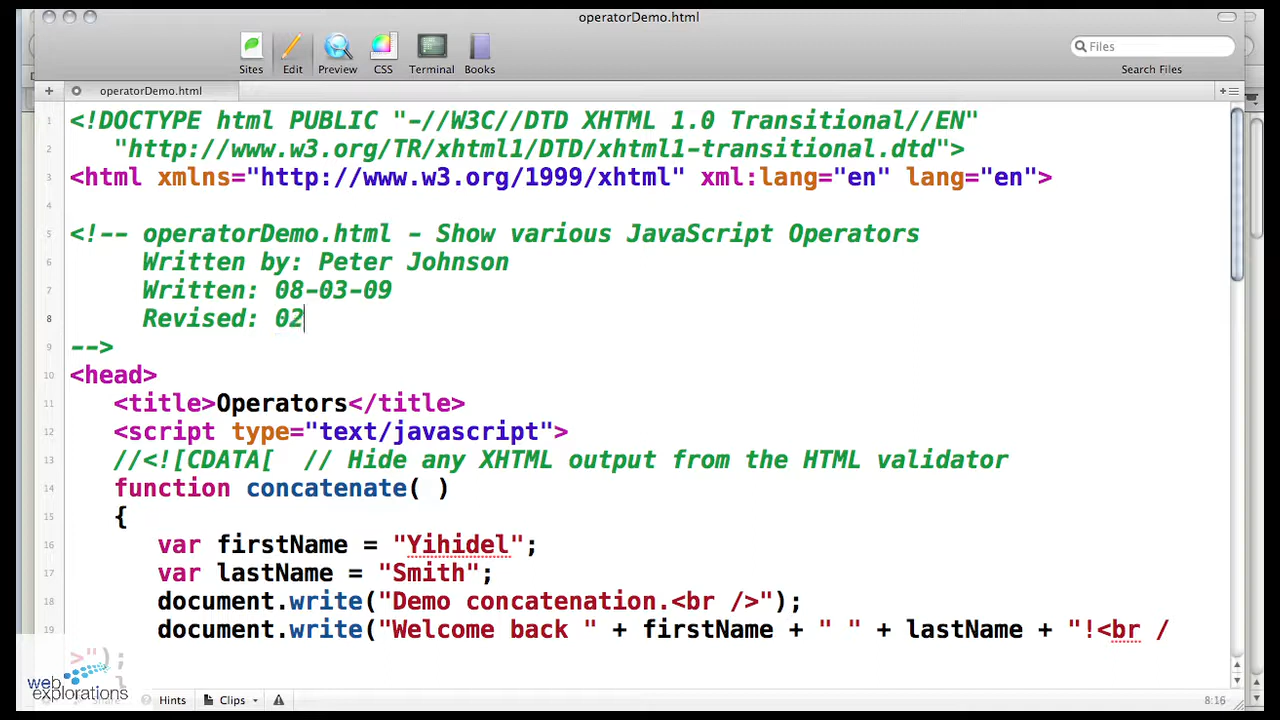 operatorDemo.html
Sites Edit Preview CSS Terminal Books
Files
Search Files
operatorDemo.html
1 <!DOCTYPE html PUBLIC "-//W3C//DTD XHTML 1.0 Transitional//EN"
2 "http://www.w3.org/TR/xhtml1/DTD/xhtml1-transitional.dtd">
3 <html xmlns="http://www.w3.org/1999/xhtml" xml:lang="en" lang="en">
4
5 <!-- operatorDemo.html - Show various JavaScript Operators
6 Written by: Peter Johnson
7 Written: 08-03-09
8 Revised: 02
9 -->
10 <head>
11 <title>Operators</title>
12 <script type="text/javascript">
13 //<![CDATA[ // Hide any XHTML output from the HTML validator
14 function concatenate( )
15 {
16 var firstName = "Yihidel";
17 var lastName = "Smith";
18 document.write("Demo concatenation.<br />");
19 document.write("Welcome back " + firstName + " " + lastName + "!<br /
>");
web
explorations
Share Hints Clips 8:16